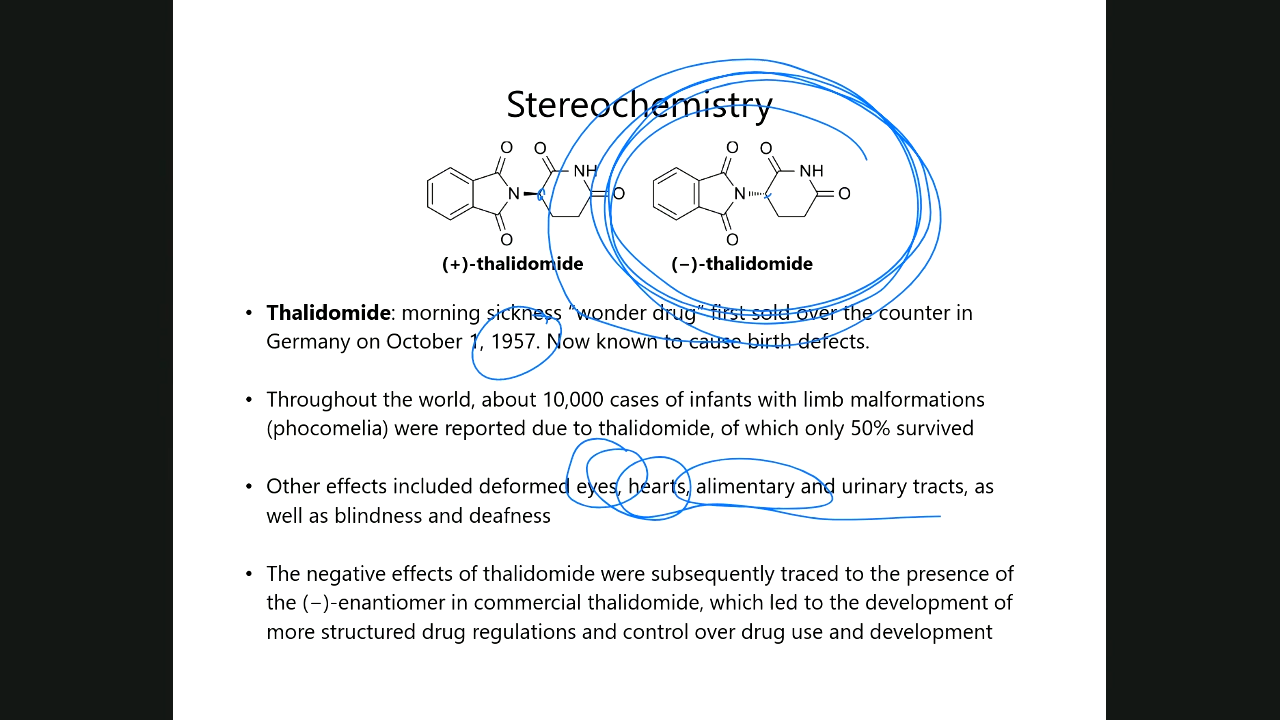 Stereochemistry
O O NH O N O
O O NH O N O
(+)-thalidomide (−)-thalidomide
• Thalidomide: morning sickness “wonder drug” first sold over the counter in
Germany on October 1, 1957. Now known to cause birth defects.
• Throughout the world, about 10,000 cases of infants with limb malformations
(phocomelia) were reported due to thalidomide, of which only 50% survived
• Other effects included deformed eyes, hearts, alimentary and urinary tracts, as
well as blindness and deafness
• The negative effects of thalidomide were subsequently traced to the presence of
the (−)-enantiomer in commercial thalidomide, which led to the development of
more structured drug regulations and control over drug use and development